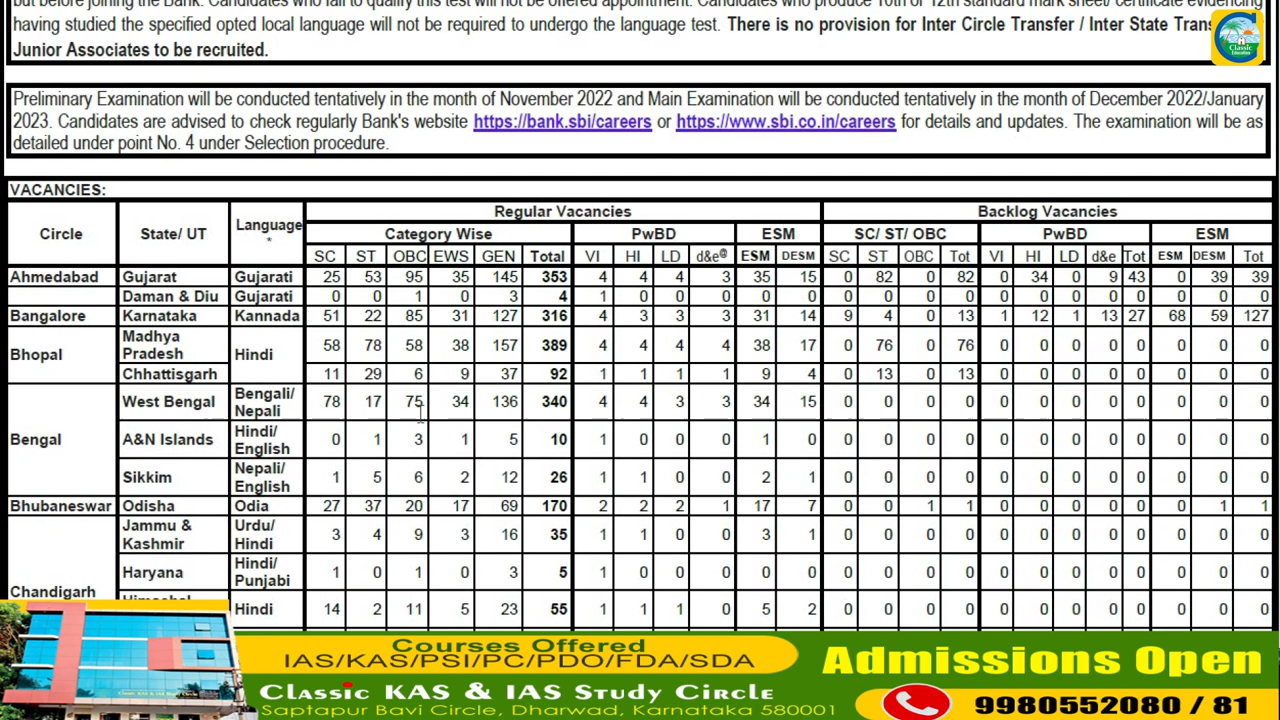 but before joining the Bank. Candidates who fail to qualify this test will not be offered appointment. Candidates who produce 10th or 12th standard mark sheet/ certificate evidencing
having studied the specified opted local language will not be required to undergo the language test. There is no provision for Inter Circle Transfer / Inter State
Junior Associates to be recruited.
Classic
Education
Preliminary Examination will be conducted tentatively in the month of November 2022 and Main Examination will be conducted tentatively in the month of December 2022/January
2023. Candidates are advised to check regularly Bank's website https://bank.sbi/careers or https://www.sbi.co.in/careers for details and updates. The examination will be as
detailed under point No. 4 under Selection procedure.
VACANCIES:
Circle State/ UT Language * Regular Vacancies Backlog Vacancies
Category Wise PwBD ESM SC/ ST/ OBC PwBD ESM
SC ST OBC EWS GEN Total VI HI LD d&e@ ESM DESM SC ST OBC Tot VI HI LD d&e Tot ESM DESM Tot
Ahmedabad Gujarat Gujarati 25 53 95 35 145 353 4 4 4 3 35 15 0 82 0 82 0 34 0 9 43 0 39 39
Daman & Diu Gujarati 0 0 1 0 3 4 1 0 0 0 0 0 0 0 0 0 0 0 0 0 0 0 0 0
Bangalore Karnataka Kannada 51 22 85 31 127 316 4 3 3 3 31 14 9 4 0 13 1 12 1 13 27 68 59 127
Bhopal Madhya Pradesh Hindi 58 78 58 38 157 389 4 4 4 4 38 17 0 76 0 76 0 0 0 0 0 0 0 0
Chhattisgarh 11 29 6 9 37 92 1 1 1 1 9 4 0 13 0 13 0 0 0 0 0 0 0 0
Bengal West Bengal Bengali/ Nepali 78 17 75 34 136 340 4 4 3 3 34 15 0 0 0 0 0 0 0 0 0 0 0 0
A&N Islands Hindi/ English 0 1 3 1 5 10 1 0 0 0 1 0 0 0 0 0 0 0 0 0 0 0 0 0
Sikkim Nepali/ English 1 5 6 2 12 26 1 1 0 0 2 1 0 0 0 0 0 0 0 0 0 0 0 0
Bhubaneswar Odisha Odia 27 37 20 17 69 170 2 2 2 1 17 7 0 0 1 1 0 0 0 0 0 0 1 1
Chandigarh Jammu & Kashmir Urdu/ Hindi 3 4 9 3 16 35 1 1 0 0 3 1 0 0 0 0 0 0 0 0 0 0 0 0
Haryana Hindi/ Punjabi 1 0 1 0 3 5 1 0 0 0 0 0 0 0 0 0 0 0 0 0 0 0 0 0
Hindi 14 2 11 5 23 55 1 1 1 0 5 2 0 0 0 0 0 0 0 0 0 0 0 0
Courses Offered
IAS/KAS/PSI/PC/PDO/FDA/SDA
Classic KAS & IAS Study Circle
Saptapur Bavi Circle, Dharwad, Karnataka 580001
Admissions Open
9980552080 / 81